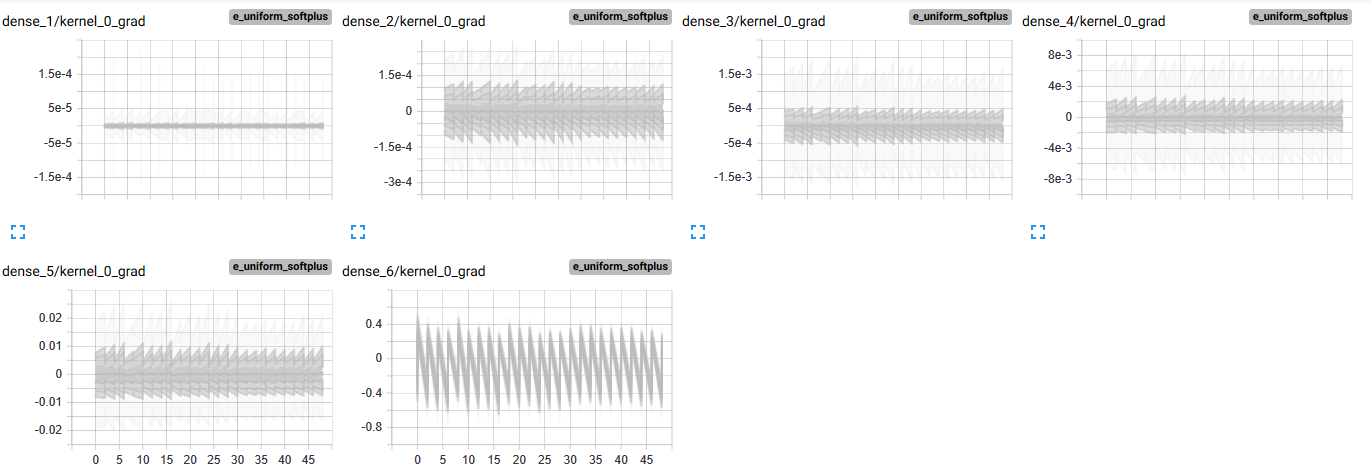 dense_1/kernel_0_grad e_uniform_softplus dense_2/kernel_0_grad e_uniform_softplus dense_3/kernel_0_grad e_uniform_softplus dense_4/kernel_0_grad e_uniform_softplus
1.5e-4
5e-5
-5e-5
-1.5e-4
1.5e-4
0
-1.5e-4
-3e-4
1.5e-3
5e-4
-5e-4
-1.5e-3
8e-3
4e-3
0
-4e-3
-8e-3
dense_5/kernel_0_grad e_uniform_softplus dense_6/kernel_0_grad e_uniform_softplus
0.02
0.01
0
-0.01
-0.02
0 5 10 15 20 25 30 35 40 45
0.4
0
-0.4
-0.8
0 5 10 15 20 25 30 35 40 45